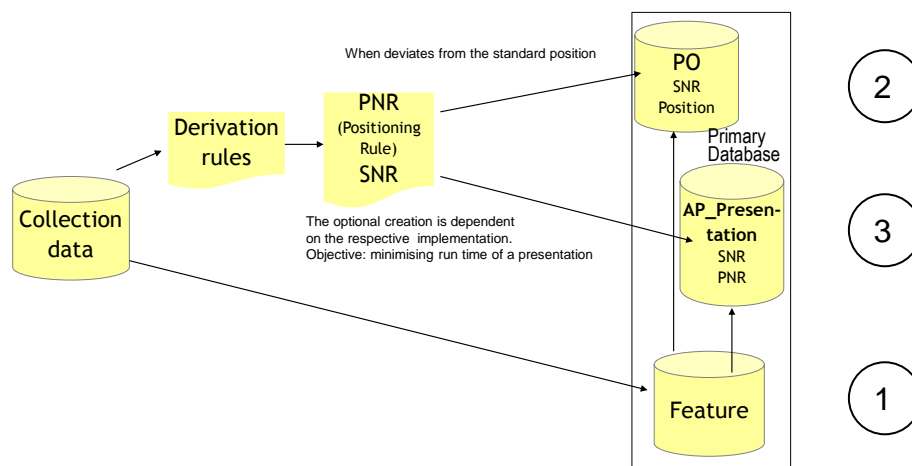 When deviates from the standard position
PO
SNR
Position
2
Derivation
rules
PNR
(Positioning
Rule)
SNR
Primary
Database
Collection
data
The optional creation is dependent
on the respective implementation.
Objective: minimising run time of a presentation
AP_Presen-
tation
SNR
PNR
3
Feature
1